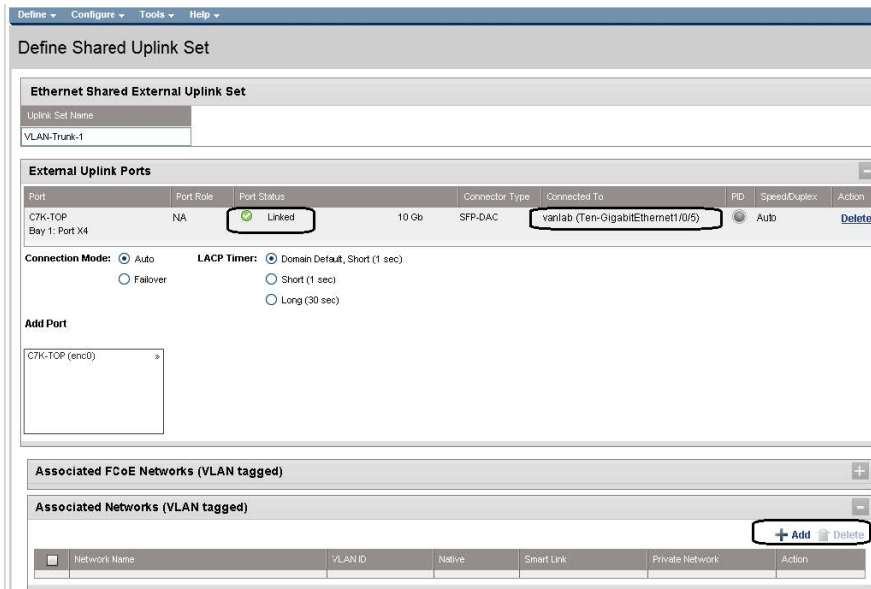 Define Configure Tools Help
Define Shared Uplink Set
Ethernet Shared External Uplink Set
Uplink Set Name
VLAN-Trunk-1
External Uplink Ports
Port Port Role Port Status Connector Type Connected To PID Speed/Duplex Action
C7K-TOP NA Linked 10 Gb SFP-DAC vanlab (Ten-GigabitEthernet1/0/5) Auto Delete
Bay 1: Port X4
Connection Mode: Auto LACP Timer: Domain Default, Short (1 sec)
Failover Short (1 sec)
Long (30 sec)
Add Port
C7K-TOP (enc0) »
Associated FCoE Networks (VLAN tagged)
Associated Networks (VLAN tagged)
+ Add Delete
Network Name VLAN ID Native Smart Link Private Network Action